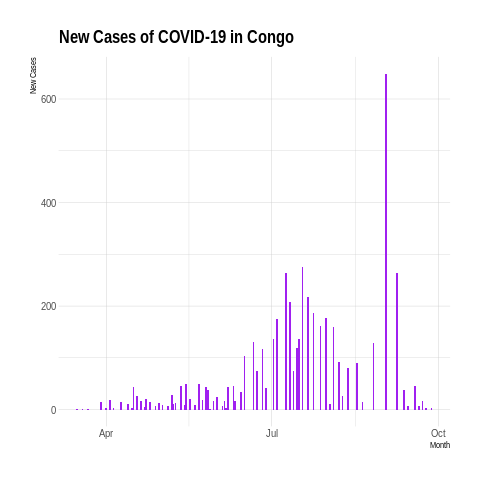 New Cases of COVID-19 in Congo
New Cases
600
400
200
0
Apr
Jul
Oct
Month